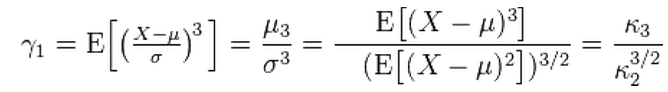 γ₁ = E[((X−μ)/σ)³] = μ₃/σ³ = E[(X − μ)³]/(E[(X − μ)²])^{3/2} = κ₃/κ₂^{3/2}